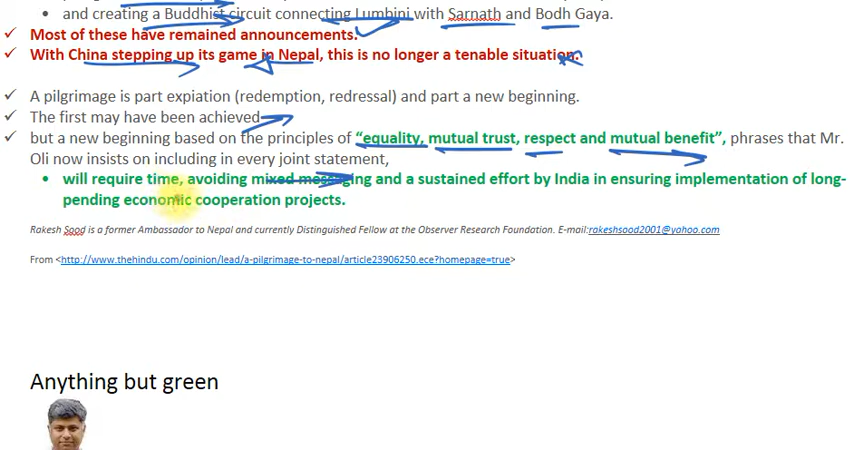 • and creating a Buddhist circuit connecting Lumbini with Sarnath and Bodh Gaya.
✓ Most of these have remained announcements.
✓ With China stepping up its game in Nepal, this is no longer a tenable situation.
✓ A pilgrimage is part expiation (redemption, redressal) and part a new beginning.
✓ The first may have been achieved
✓ but a new beginning based on the principles of “equality, mutual trust, respect and mutual benefit”, phrases that Mr.
Oli now insists on including in every joint statement,
• will require time, avoiding mixed messaging and a sustained effort by India in ensuring implementation of long-
pending economic cooperation projects.
Rakesh Sood is a former Ambassador to Nepal and currently Distinguished Fellow at the Observer Research Foundation. E-mail:rakeshsood2001@yahoo.com
From <http://www.thehindu.com/opinion/lead/a-pilgrimage-to-nepal/article23906250.ece?homepage=true>
Anything but green